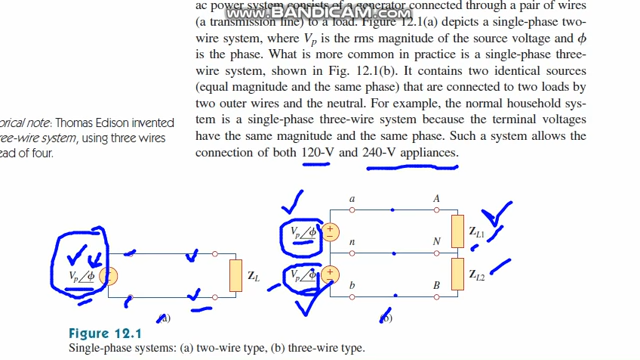 ac power system consists of a generator connected through a pair of wires
www.BANDICAM.com
(a transmission line) to a load. Figure 12.1(a) depicts a single-phase two-
wire system, where Vp is the rms magnitude of the source voltage and ϕ
is the phase. What is more common in practice is a single-phase three-
wire system, shown in Fig. 12.1(b). It contains two identical sources
(equal magnitude and the same phase) that are connected to two loads by
two outer wires and the neutral. For example, the normal household sys-
tem is a single-phase three-wire system because the terminal voltages
have the same magnitude and the same phase. Such a system allows the
connection of both 120-V and 240-V appliances.
orical note: Thomas Edison invented
ree-wire system, using three wires
ead of four.
a A
Vp∠ϕ + − ZL1
n N
Vp∠ϕ + − ZL2
b B
Vp∠ϕ ZL
(a) (b)
Figure 12.1
Single-phase systems: (a) two-wire type, (b) three-wire type.